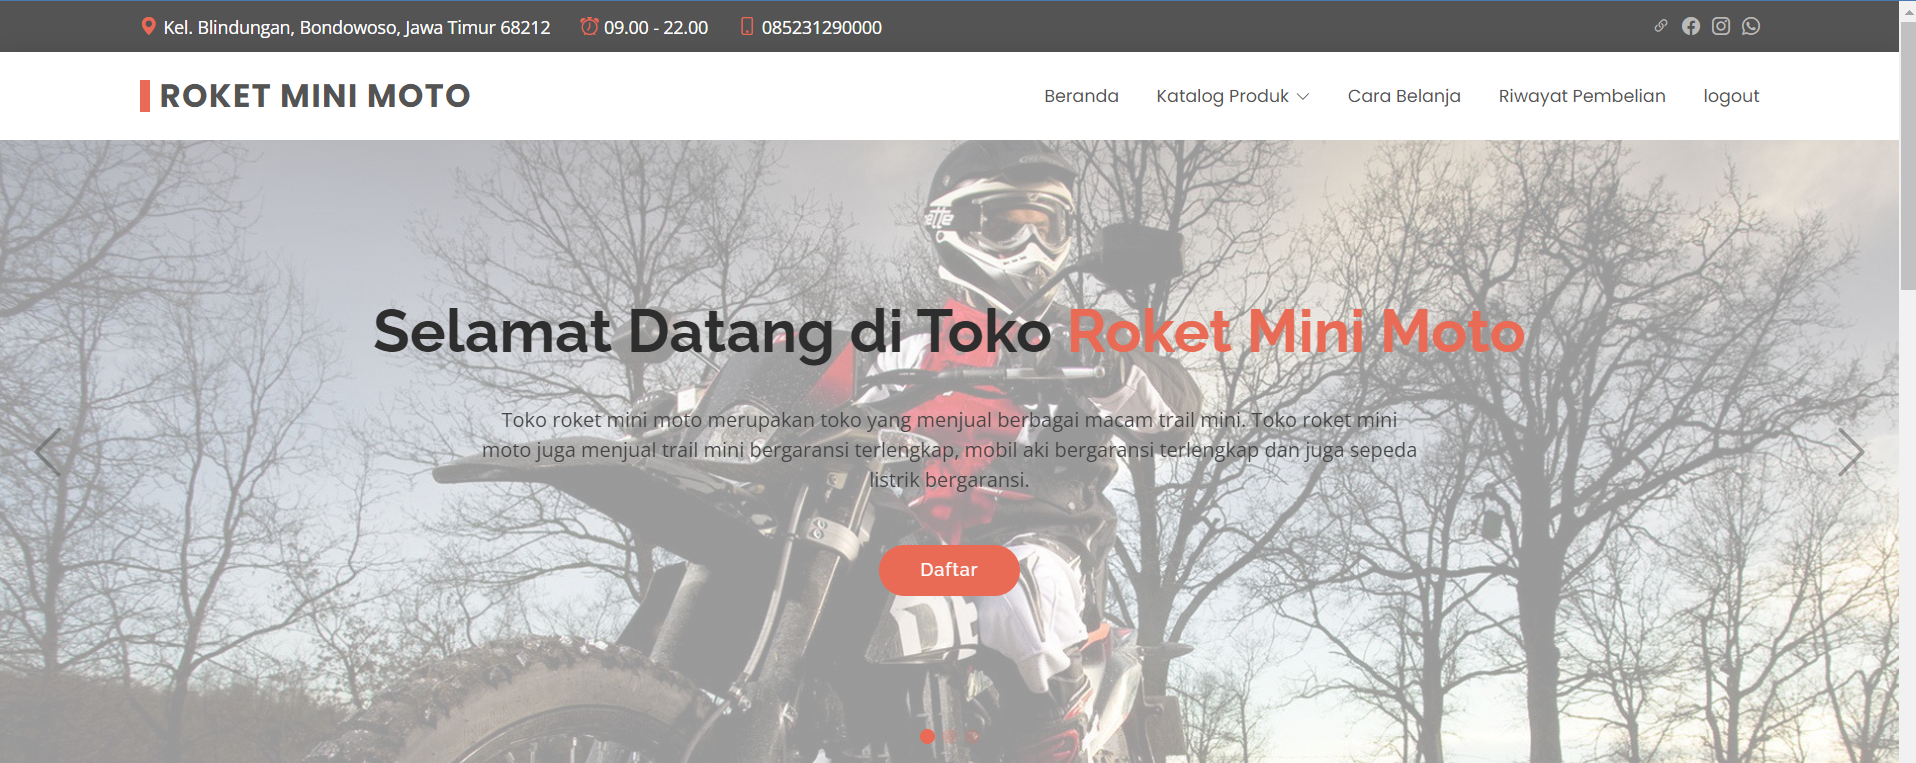 Kel. Blindungan, Bondowoso, Jawa Timur 68212 09.00 - 22.00 085231290000
ROKET MINI MOTO
Beranda Katalog Produk Cara Belanja Riwayat Pembelian logout
Selamat Datang di Toko Roket Mini Moto
Toko roket mini moto merupakan toko yang menjual berbagai macam trail mini. Toko roket mini
moto juga menjual trail mini bergaransi terlengkap, mobil aki bergaransi terlengkap dan juga sepeda
listrik bergaransi.
Daftar